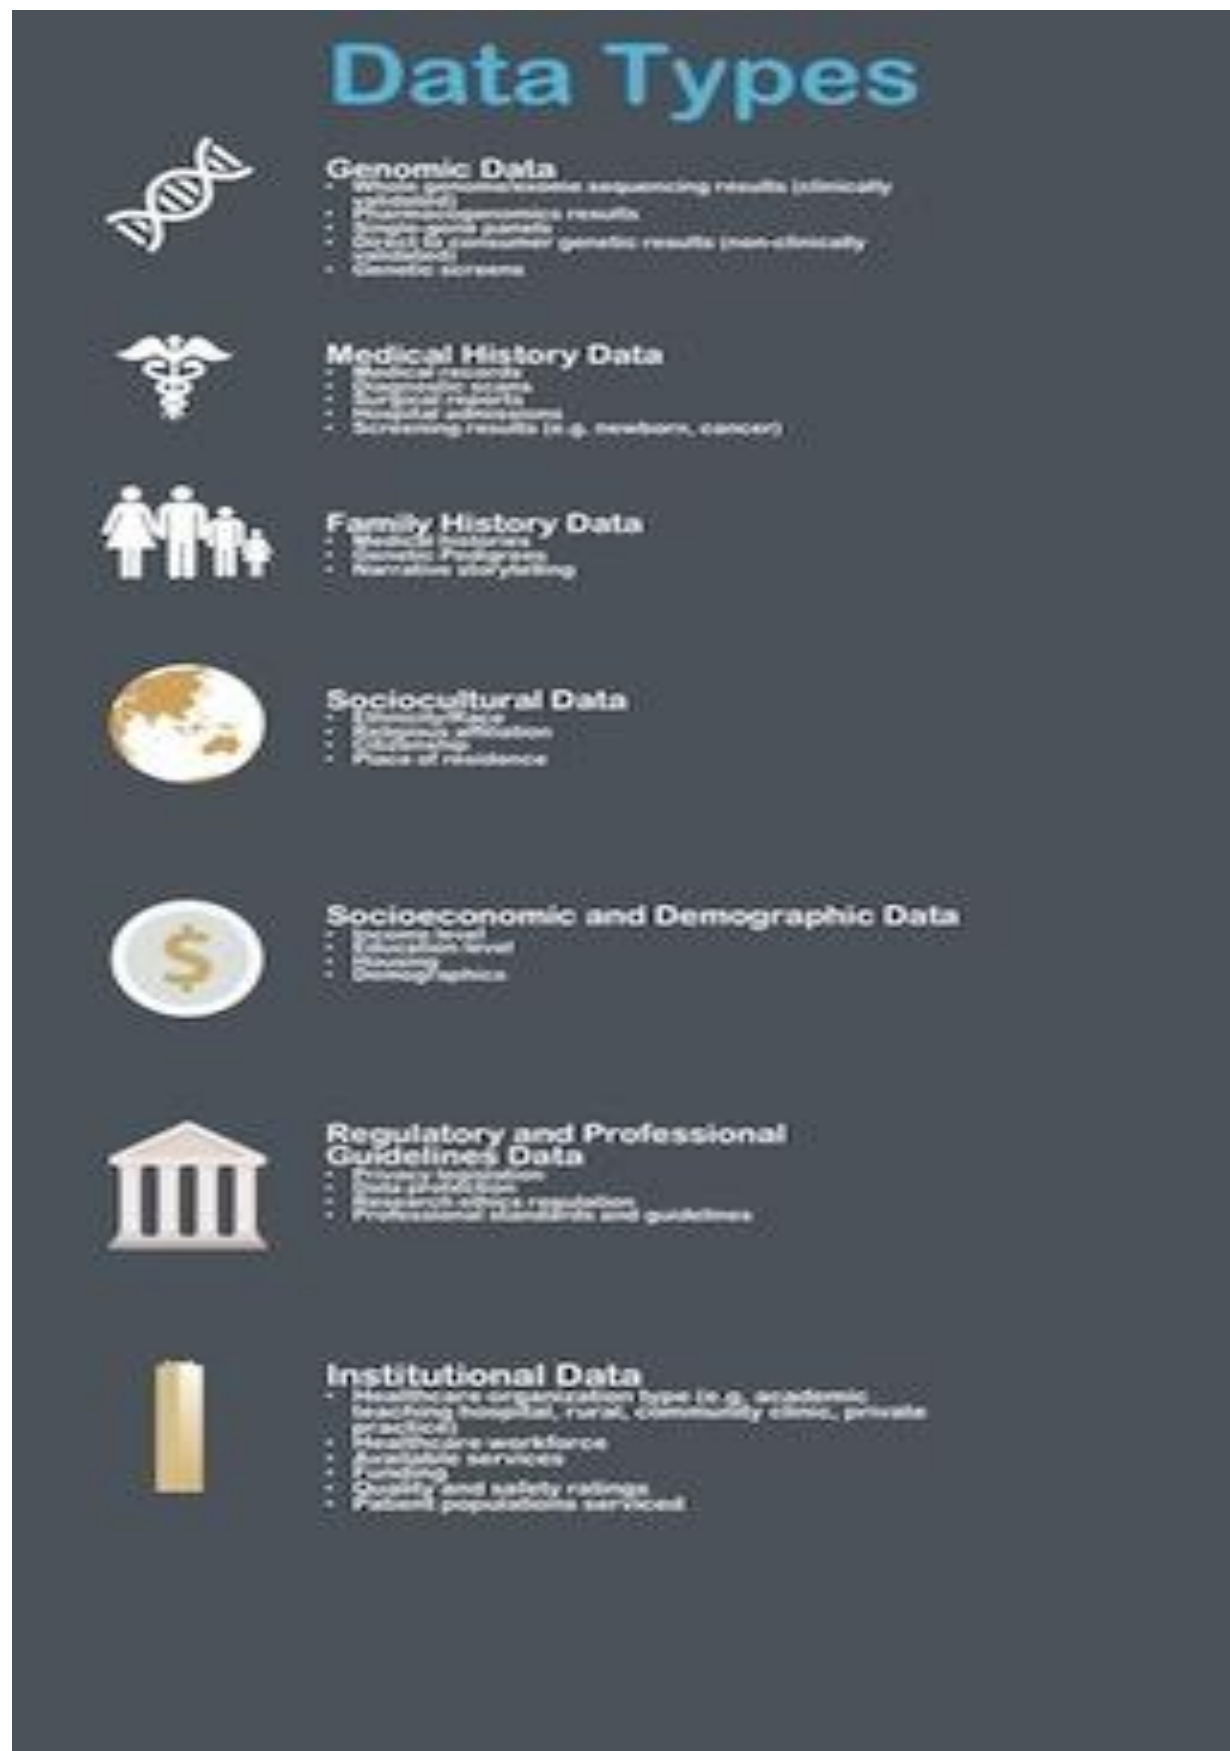 Data Types
Genomic Data
• Whole genome/exome sequencing results (clinically
validated)
• Pharmacogenomics results
• Single-gene panels
• Direct to consumer genetic results (non-clinically
validated)
• Genetic screens
Medical History Data
• Medical records
• Diagnostic scans
• Surgical reports
• Hospital admissions
• Screening results (e.g. newborn, cancer)
Family History Data
• Medical histories
• Genetic Pedigrees
• Narrative storytelling
Sociocultural Data
• Ethnicity/Race
• Religious affiliation
• Citizenship
• Place of residence
$
Socioeconomic and Demographic Data
• Income level
• Education level
• Housing
• Demographics
Regulatory and Professional
Guidelines Data
• Privacy legislation
• Data protection
• Research ethics regulation
• Professional standards and guidelines
Institutional Data
• Healthcare organization type (e.g. academic
teaching hospital, rural, community clinic, private
practice)
• Healthcare workforce
• Available services
• Funding
• Quality and safety ratings
• Patient populations serviced